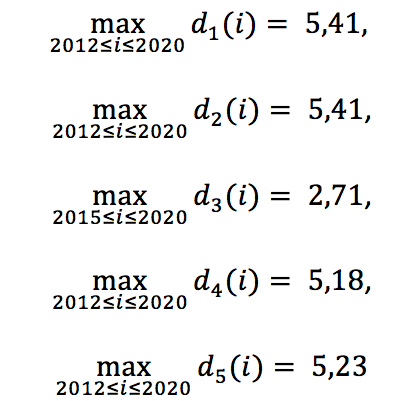 max d₁(i) = 5,41,
2012≤i≤2020
max d₂(i) = 5,41,
2012≤i≤2020
max d₃(i) = 2,71,
2015≤i≤2020
max d₄(i) = 5,18,
2012≤i≤2020
max d₅(i) = 5,23
2012≤i≤2020